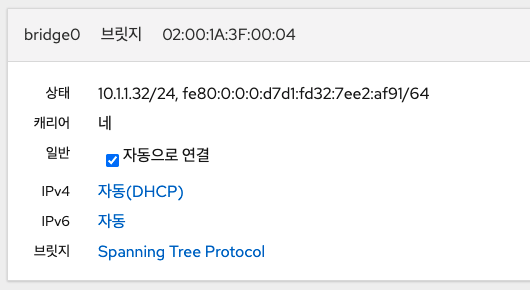 bridge0 브릿지 02:00:1A:3F:00:04
상태 10.1.1.32/24, fe80:0:0:0:d7d1:fd32:7ee2:af91/64
캐리어 네
일반 자동으로 연결
IPv4 자동(DHCP)
IPv6 자동
브릿지 Spanning Tree Protocol